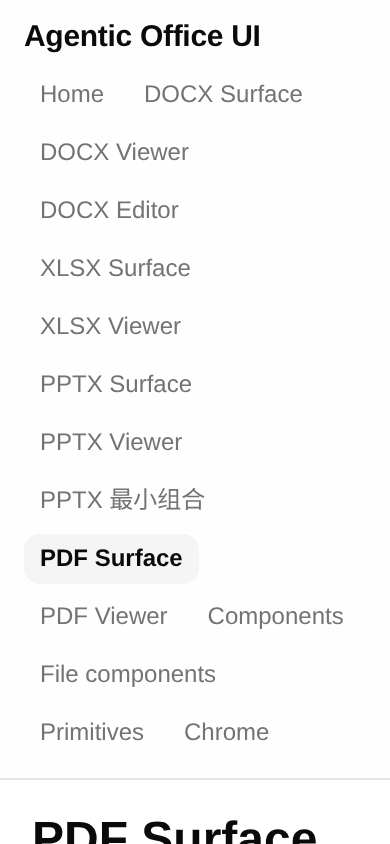 Agentic Office UI
Home DOCX Surface
DOCX Viewer
DOCX Editor
XLSX Surface
XLSX Viewer
PPTX Surface
PPTX Viewer
PPTX 最小组合
PDF Surface
PDF Viewer Components
File components
Primitives Chrome
PDF Surface